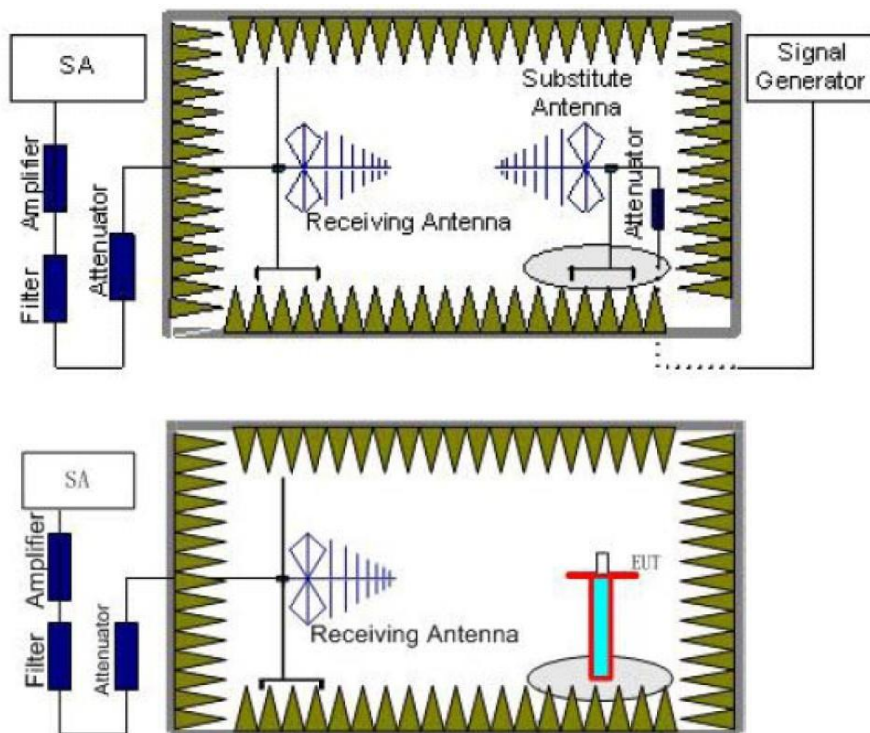 SA
Amplifier
Filter
Attenuator
Receiving Antenna
Substitute
Antenna
Attenuator
Signal
Generator
SA
Amplifier
Filter
Attenuator
Receiving Antenna
EUT